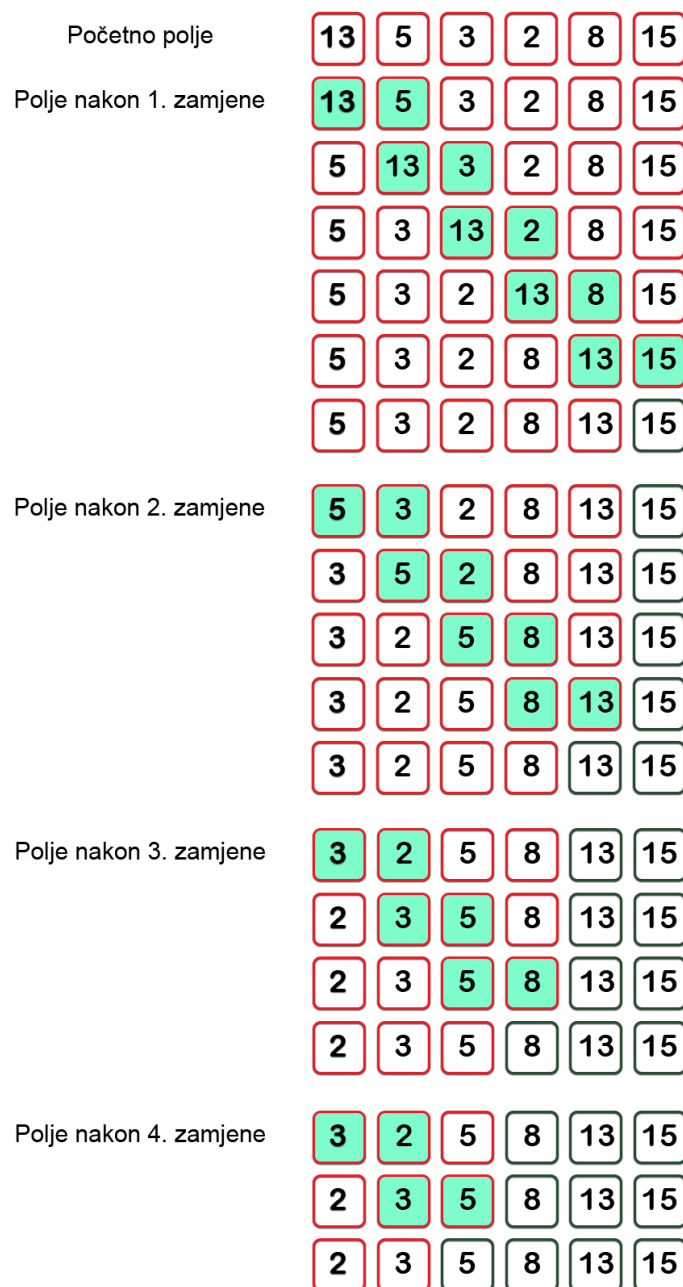 Početno polje 13 5 3 2 8 15
Polje nakon 1. zamjene 13 5 3 2 8 15
5 13 3 2 8 15
5 3 13 2 8 15
5 3 2 13 8 15
5 3 2 8 13 15
5 3 2 8 13 15
Polje nakon 2. zamjene 5 3 2 8 13 15
3 5 2 8 13 15
3 2 5 8 13 15
3 2 5 8 13 15
3 2 5 8 13 15
Polje nakon 3. zamjene 3 2 5 8 13 15
2 3 5 8 13 15
2 3 5 8 13 15
2 3 5 8 13 15
Polje nakon 4. zamjene 3 2 5 8 13 15
2 3 5 8 13 15
2 3 5 8 13 15